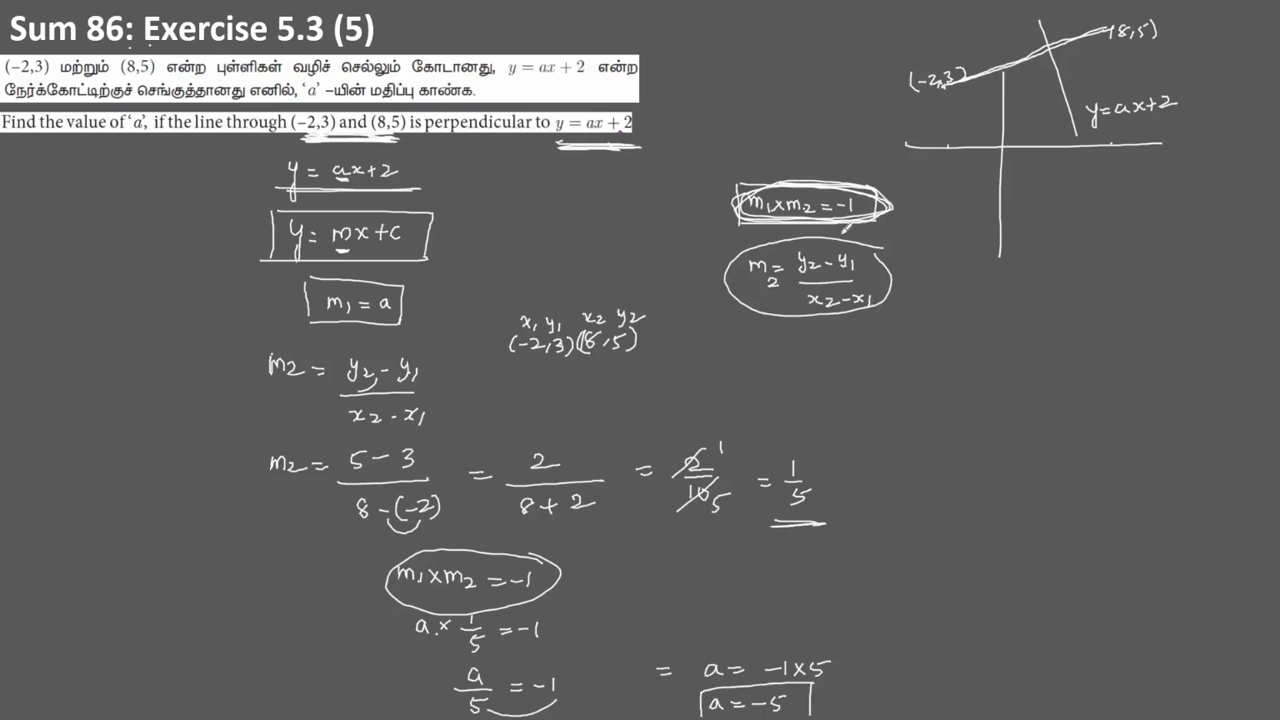 Sum 86: Exercise 5.3 (5)
(−2,3) மற்றும் (8,5) என்ற புள்ளிகள் வழிச் செல்லும் கோடானது, y = ax + 2 என்ற
நேர்க்கோட்டிற்குச் செங்குத்தானது எனில், ‘a’ -யின் மதிப்பு காண்க.
Find the value of ‘a’, if the line through (−2,3) and (8,5) is perpendicular to y = ax + 2
(8,5)
(-2,3)
y=ax+2
y = ax+2
y = mx+c
m₁ = a
m₁×m₂ = -1
m₂ = y₂-y₁ / x₂-x₁
x₁ y₁ x₂ y₂
(-2,3)(8,5)
m₂ = y₂-y₁ / x₂-x₁
m₂ = 5-3 / 8-(-2) = 2 / 8+2 = 2 1 / 10 5 = 1/5
m₁×m₂ = -1
a × 1/5 = -1
a/5 = -1 = a = -1×5
a = -5